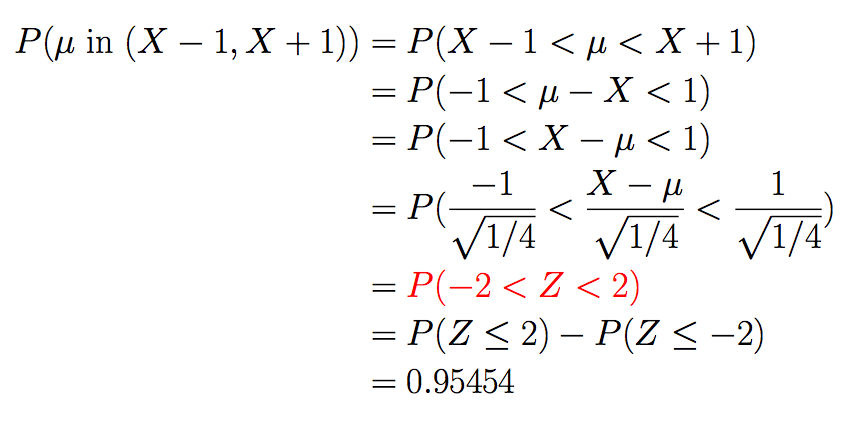 P(μ in (X − 1, X + 1)) = P(X − 1 < μ < X + 1)
= P(−1 < μ − X < 1)
= P(−1 < X − μ < 1)
= P(−1/√1/4 < X − μ/√1/4 < 1/√1/4)
= P(−2 < Z < 2)
= P(Z ≤ 2) − P(Z ≤ −2)
= 0.95454